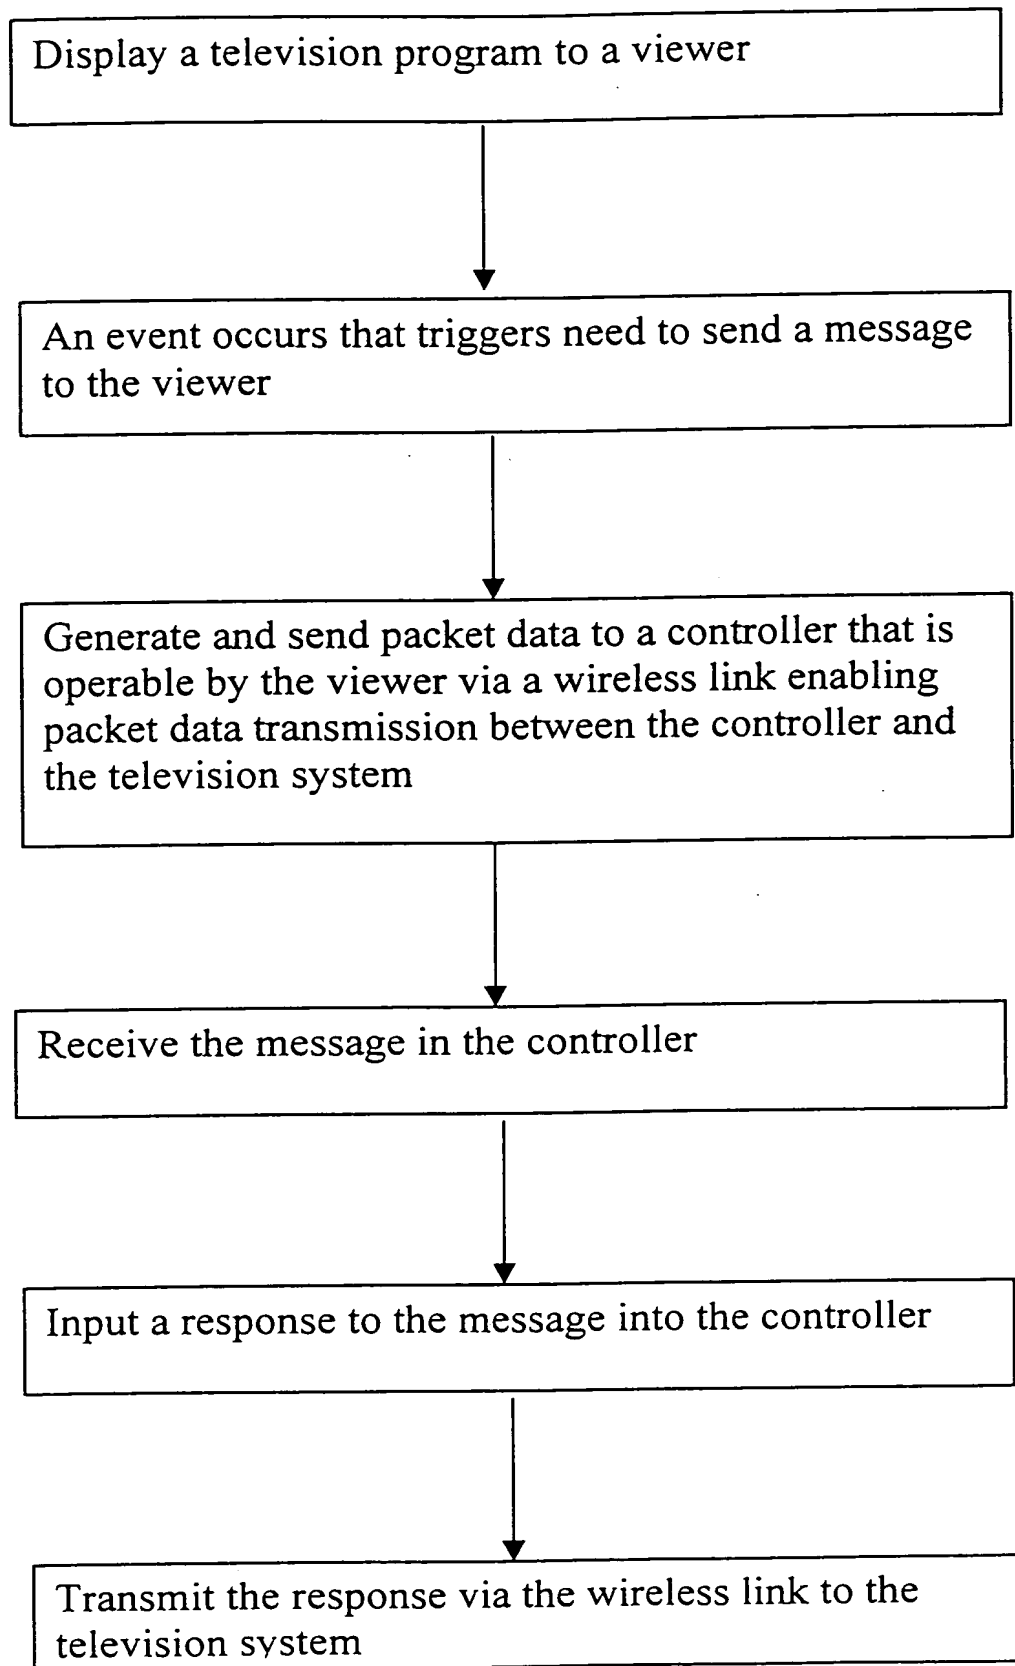 Display a television program to a viewer
An event occurs that triggers need to send a message
to the viewer
Generate and send packet data to a controller that is
operable by the viewer via a wireless link enabling
packet data transmission between the controller and
the television system
Receive the message in the controller
Input a response to the message into the controller
Transmit the response via the wireless link to the
television system